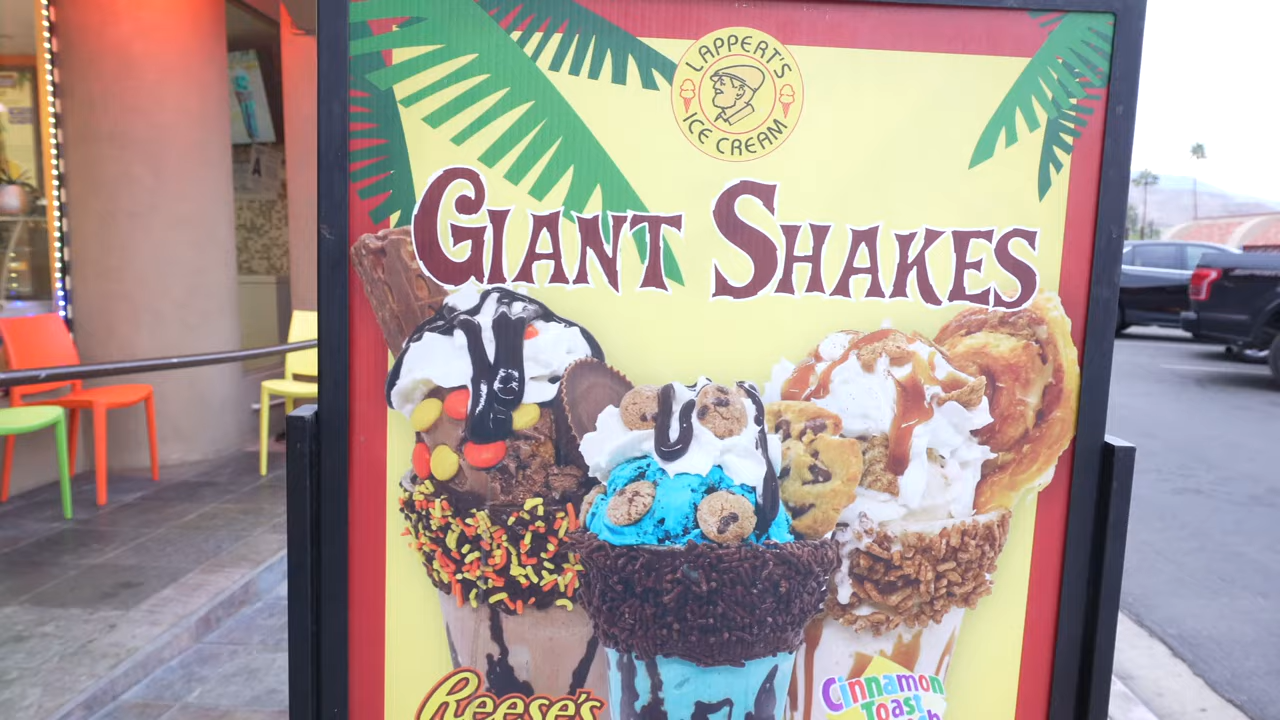 LAPPERT'S
ICE CREAM
GIANT SHAKES
REESE'S
Cinnamon
Toast